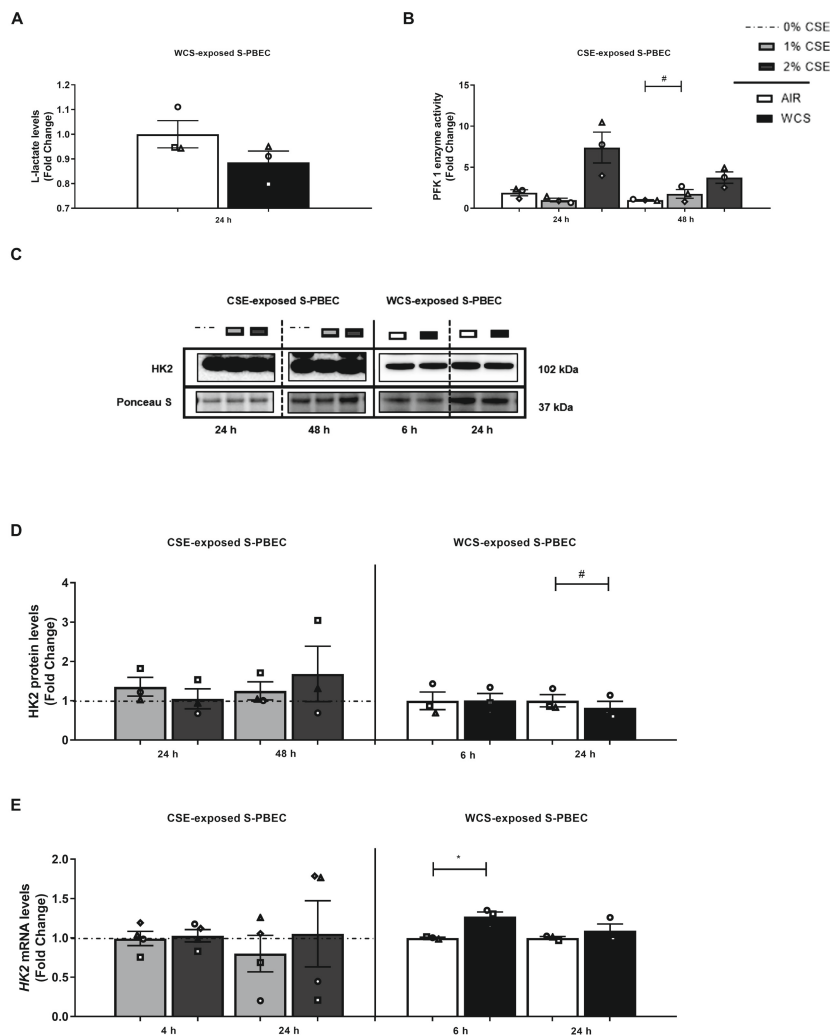 A
WCS-exposed S-PBEC
L-lactate levels
(Fold Change)
1.2
1.1
1.0
0.9
0.8
0.7
24 h
B
CSE-exposed S-PBEC
PFK 1 enzyme activity
(Fold Change)
15
10
5
0
#
24 h
48 h
0% CSE
1% CSE
2% CSE
AIR
WCS
C
CSE-exposed S-PBEC
WCS-exposed S-PBEC
HK2
102 kDa
Ponceau S
37 kDa
24 h
48 h
6 h
24 h
D
CSE-exposed S-PBEC
WCS-exposed S-PBEC
HK2 protein levels
(Fold Change)
4
3
2
1
0
#
24 h
48 h
6 h
24 h
E
CSE-exposed S-PBEC
WCS-exposed S-PBEC
HK2 mRNA levels
(Fold Change)
2.0
1.5
1.0
0.5
0.0
*
4 h
24 h
6 h
24 h